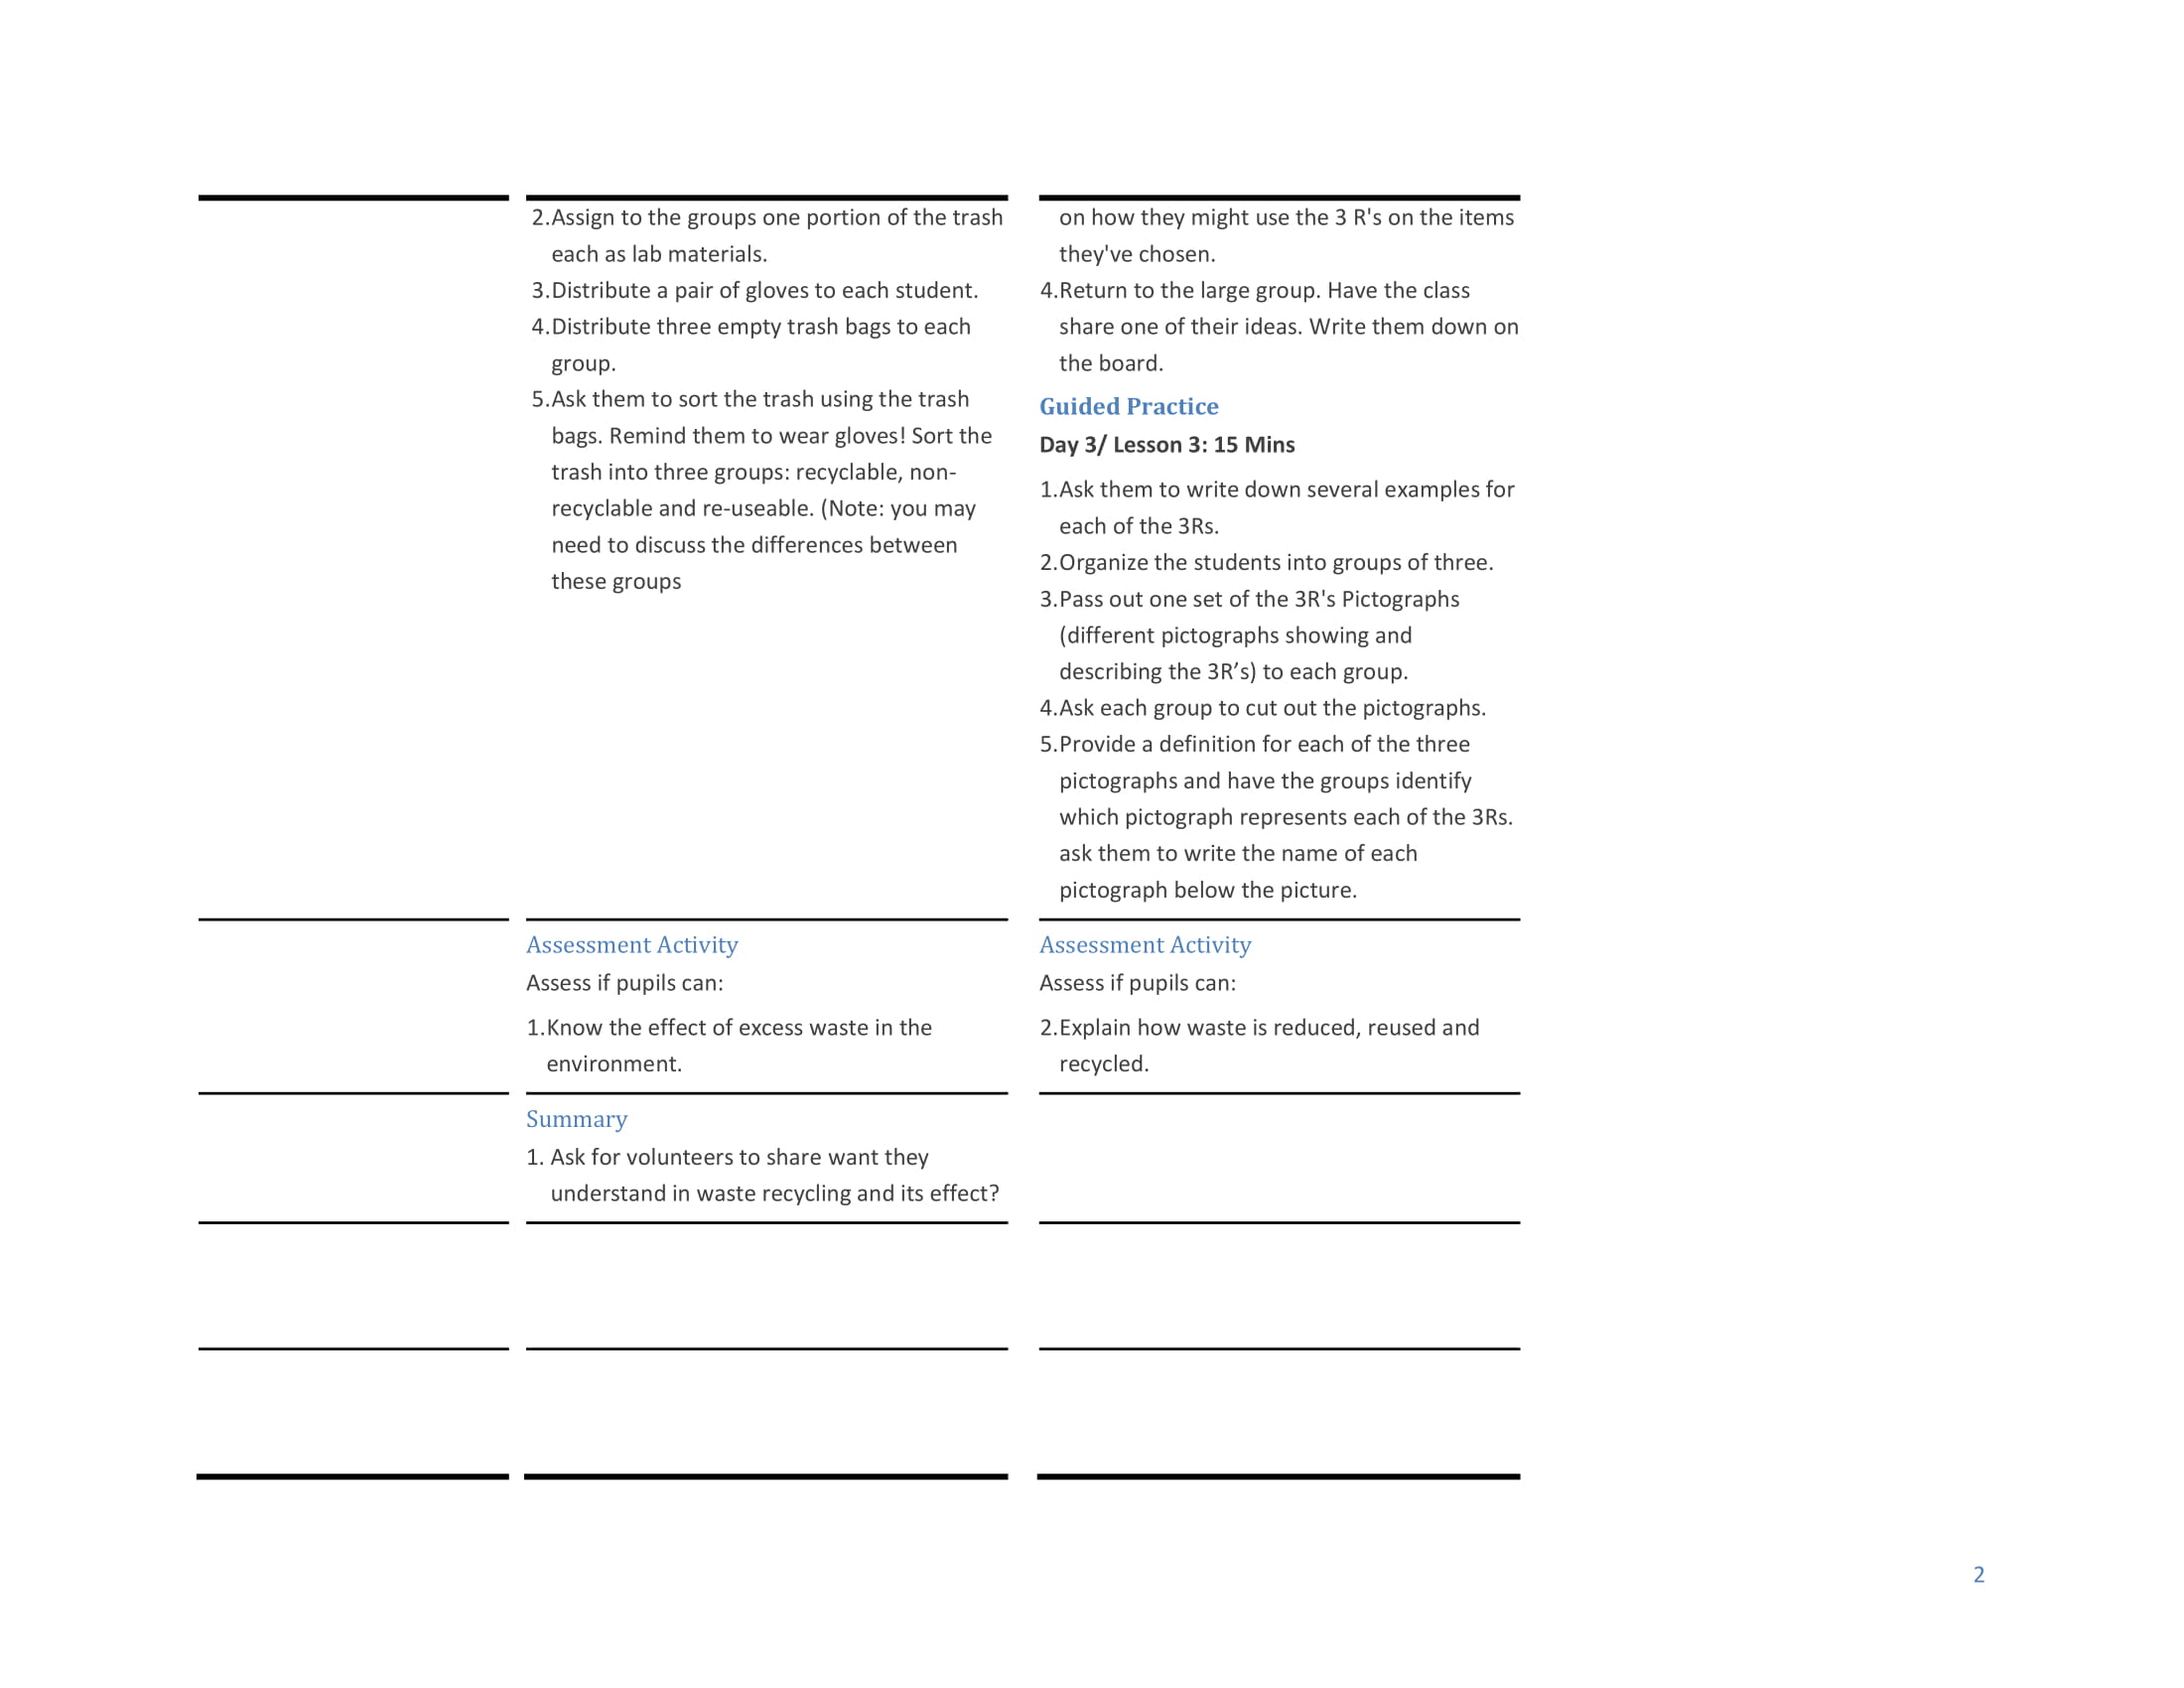 2.Assign to the groups one portion of the trash
each as lab materials.
3.Distribute a pair of gloves to each student.
4.Distribute three empty trash bags to each
group.
5.Ask them to sort the trash using the trash
bags. Remind them to wear gloves! Sort the
trash into three groups: recyclable, non-
recyclable and re-useable. (Note: you may
need to discuss the differences between
these groups
on how they might use the 3 R's on the items
they've chosen.
4.Return to the large group. Have the class
share one of their ideas. Write them down on
the board.
Guided Practice
Day 3/ Lesson 3: 15 Mins
1.Ask them to write down several examples for
each of the 3Rs.
2.Organize the students into groups of three.
3.Pass out one set of the 3R's Pictographs
(different pictographs showing and
describing the 3R’s) to each group.
4.Ask each group to cut out the pictographs.
5.Provide a definition for each of the three
pictographs and have the groups identify
which pictograph represents each of the 3Rs.
ask them to write the name of each
pictograph below the picture.
Assessment Activity
Assess if pupils can:
1.Know the effect of excess waste in the
environment.
Assessment Activity
Assess if pupils can:
2.Explain how waste is reduced, reused and
recycled.
Summary
1. Ask for volunteers to share want they
understand in waste recycling and its effect?
2